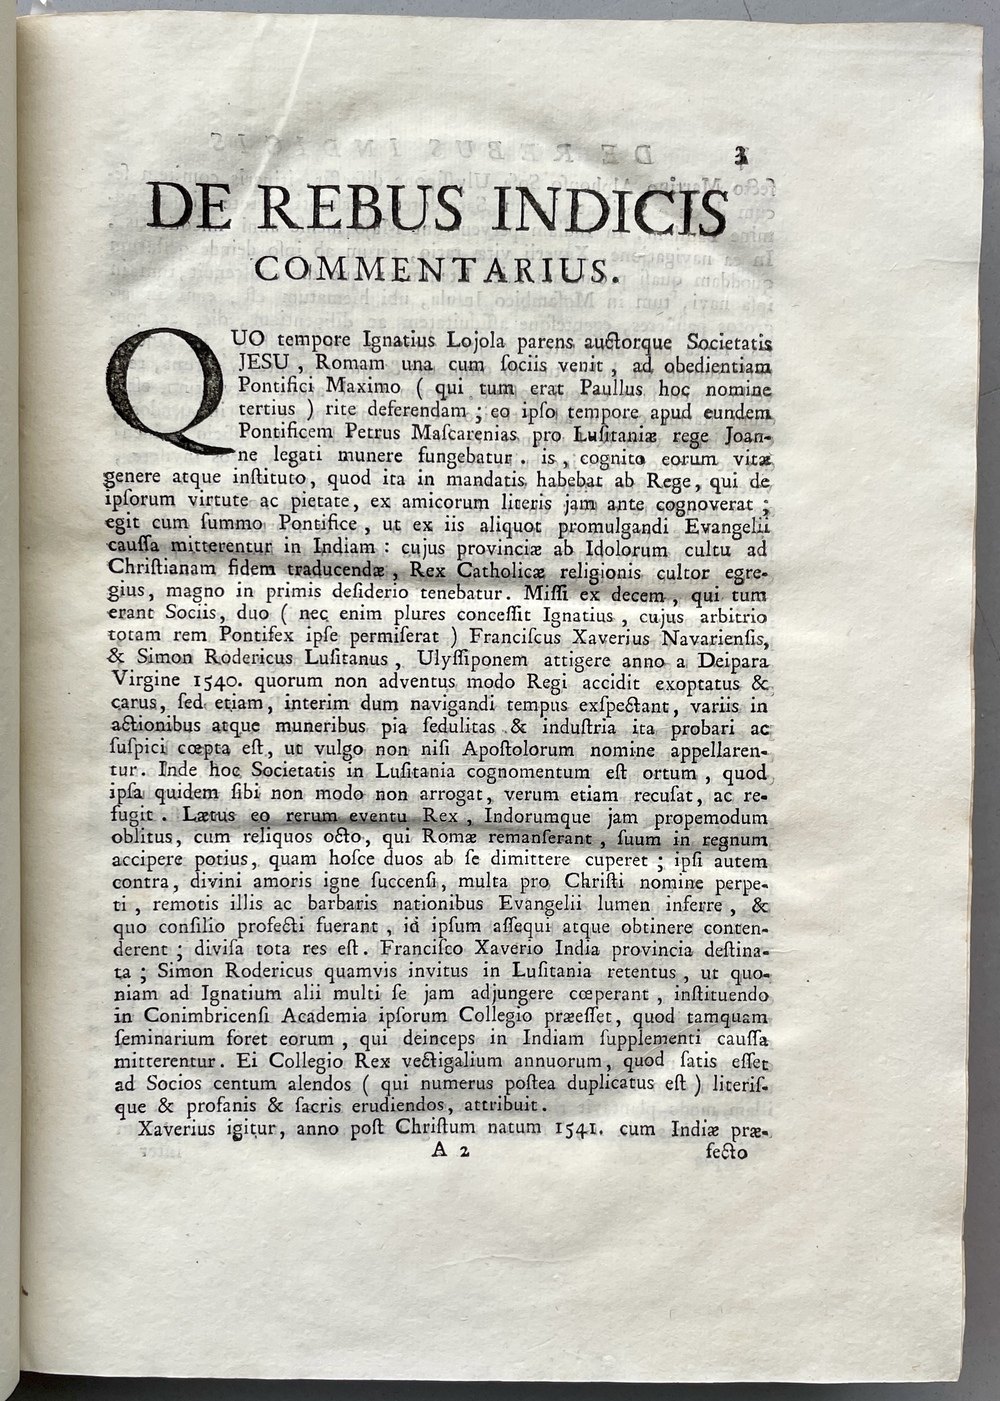 3
DE REBUS INDICIS
COMMENTARIUS.
QUO tempore Ignatius Lojola parens auctorque Societatis
JESU, Romam una cum ſociis venit, ad obedientiam
Pontifici Maximo ( qui tum erat Paullus hoc nomine
tertius ) rite deferendam ; eo ipſo tempore apud eundem
Pontificem Petrus Maſcarenias pro Luſitaniæ rege Joan-
ne legati munere fungebatur. is, cognito eorum vitæ
genere atque inſtituto, quod ita in mandatis habebat ab Rege, qui de
ipſorum virtute ac pietate, ex amicorum literis jam ante cognoverat ;
egit cum ſummo Pontifice, ut ex iis aliquot promulgandi Evangelii
cauſſa mitterentur in Indiam : cujus provinciæ ab Idolorum cultu ad
Chriſtianam fidem traducendæ, Rex Catholicæ religionis cultor egre-
gius, magno in primis deſiderio tenebatur. Miſſi ex decem, qui tum
erant Sociis, duo ( nec enim plures conceſſit Ignatius, cujus arbitrio
totam rem Pontifex ipſe permiſerat ) Franciſcus Xaverius Navarienſis,
& Simon Rodericus Luſitanus, Ulyſſiponem attigere anno a Deipara
Virgine 1540. quorum non adventus modo Regi accidit exoptatus &
carus, ſed etiam, interim dum navigandi tempus exſpectant, variis in
actionibus atque muneribus pia ſedulitas & induſtria ita probari ac
ſuſpici cœpta eſt, ut vulgo non niſi Apoſtolorum nomine appellaren-
tur. Inde hoc Societatis in Luſitania cognomentum eſt ortum, quod
ipſa quidem ſibi non modo non arrogat, verum etiam recuſat, ac re-
fugit. Lætus eo rerum eventu Rex, Indorumque jam propemodum
oblitus, cum reliquos octo, qui Romæ remanſerant, ſuum in regnum
accipere potius, quam hoſce duos ab ſe dimittere cuperet ; ipſi autem
contra, divini amoris igne ſuccenſi, multa pro Chriſti nomine perpe-
ti, remotis illis ac barbaris nationibus Evangelii lumen inferre, &
quo conſilio profecti fuerant, id ipſum aſſequi atque obtinere conten-
derent ; diviſa tota res eſt. Franciſco Xaverio India provincia deſtina-
ta ; Simon Rodericus quamvis invitus in Luſitania retentus, ut quo-
niam ad Ignatium alii multi ſe jam adjungere cœperant, inſtituendo
in Conimbricenſi Academia ipſorum Collegio præeſſet, quod tamquam
ſeminarium foret eorum, qui deinceps in Indiam ſupplementi cauſſa
mitterentur. Ei Collegio Rex vectigalium annuorum, quod ſatis eſſet
ad Socios centum alendos ( qui numerus poſtea duplicatus eſt ) literiſ-
que & profanis & ſacris erudiendos, attribuit.
Xaverius igitur, anno poſt Chriſtum natum 1541. cum Indiæ præ-
A 2
fecto